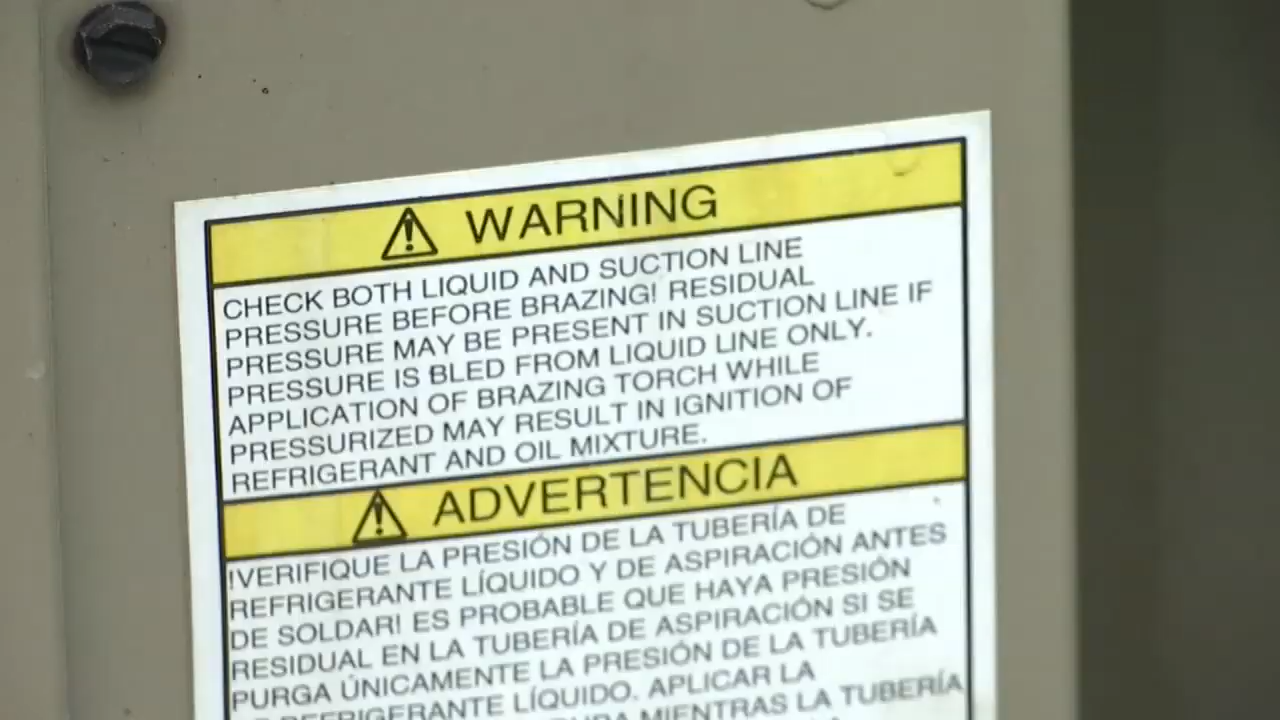 WARNING
CHECK BOTH LIQUID AND SUCTION LINE
PRESSURE BEFORE BRAZING! RESIDUAL
PRESSURE MAY BE PRESENT IN SUCTION LINE IF
PRESSURE IS BLED FROM LIQUID LINE ONLY.
APPLICATION OF BRAZING TORCH WHILE
PRESSURIZED MAY RESULT IN IGNITION OF
REFRIGERANT AND OIL MIXTURE.
ADVERTENCIA
!VERIFIQUE LA PRESIÓN DE LA TUBERÍA DE
REFRIGERANTE LÍQUIDO Y DE ASPIRACIÓN ANTES
DE SOLDAR! ES PROBABLE QUE HAYA PRESIÓN
RESIDUAL EN LA TUBERÍA DE ASPIRACIÓN SI SE
PURGA ÚNICAMENTE LA PRESIÓN DE LA TUBERÍA
REFRIGERANTE LÍQUIDO. APLICAR LA
MIENTRAS LA TUBERÍA